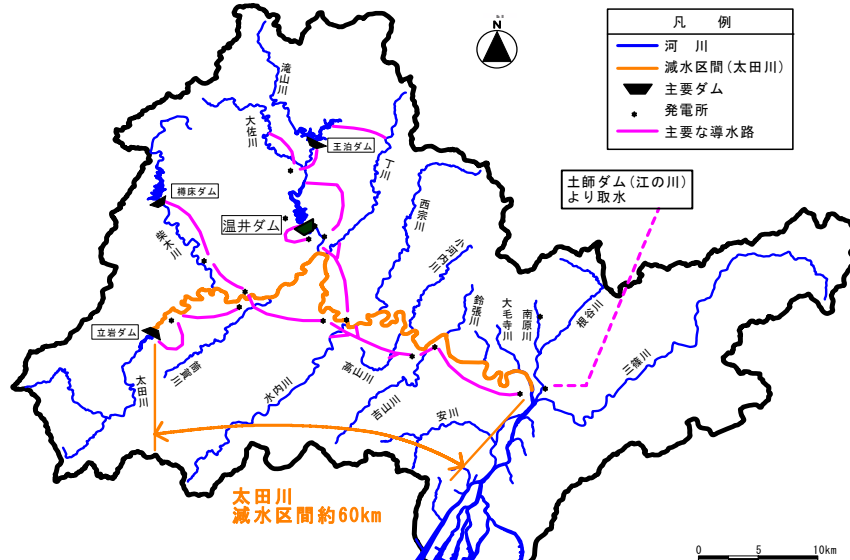 N
凡 例
河 川
減水区間(太田川)
主要ダム
発電所
主要な導水路
滝山川
大佐川
王泊ダム
丁川
樽床ダム
西宗川
土師ダム(江の川)
より取水
温井ダム
柴木川
小河内川
鈴張川
大毛寺川
南原川
根谷川
三篠川
立岩ダム
太田川
筒賀川
水内川
高山川
吉山川
安川
太田川
減水区間約60km
0 5 10km